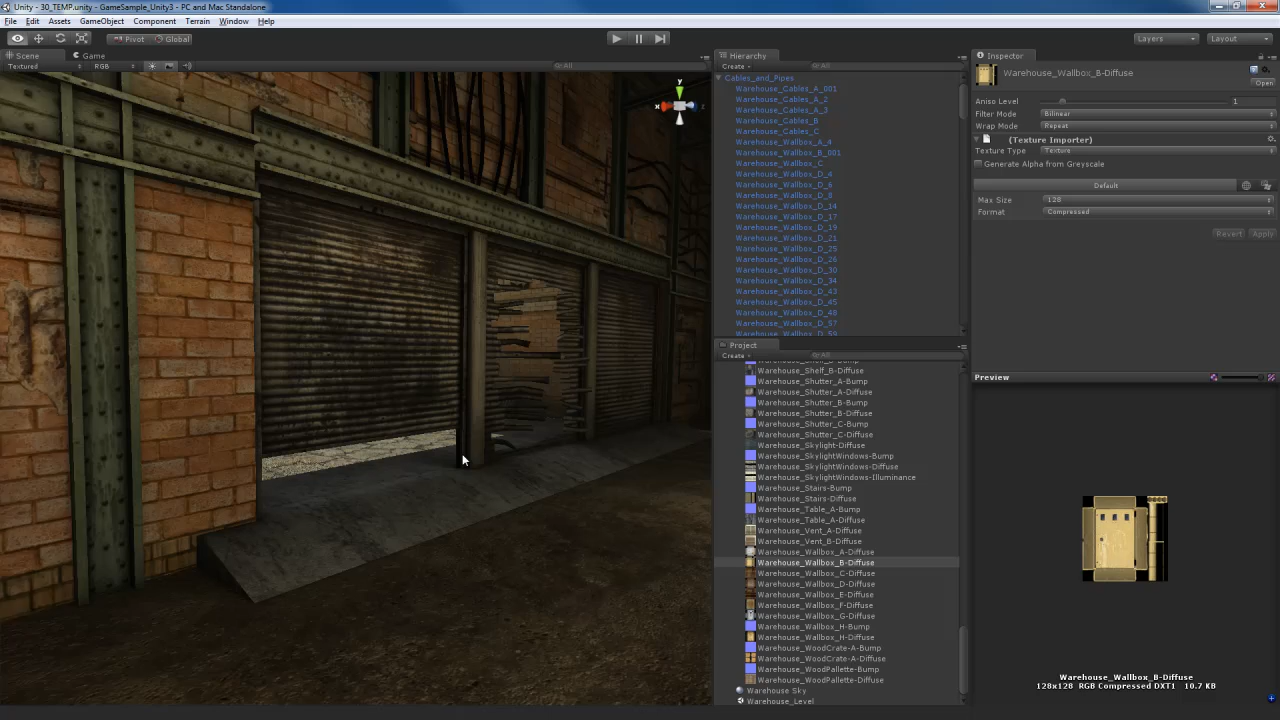 Unity - 30_TEMP.unity - GameSample_Unity3 - PC and Mac Standalone
File Edit Assets GameObject Component Terrain Window Help
Pivot Global
Layers Layout
Scene Game
Textured RGB All
Hierarchy
Create All
Cables_and_Pipes
Warehouse_Cables_A_001
Warehouse_Cables_A_2
Warehouse_Cables_A_3
Warehouse_Cables_B
Warehouse_Cables_C
Warehouse_Wallbox_A_4
Warehouse_Wallbox_B_001
Warehouse_Wallbox_C
Warehouse_Wallbox_D_4
Warehouse_Wallbox_D_6
Warehouse_Wallbox_D_8
Warehouse_Wallbox_D_14
Warehouse_Wallbox_D_17
Warehouse_Wallbox_D_19
Warehouse_Wallbox_D_21
Warehouse_Wallbox_D_25
Warehouse_Wallbox_D_26
Warehouse_Wallbox_D_30
Warehouse_Wallbox_D_34
Warehouse_Wallbox_D_43
Warehouse_Wallbox_D_45
Warehouse_Wallbox_D_48
Warehouse_Wallbox_D_57
Warehouse_Wallbox_D_59
Project
Create All
Warehouse_Shelf_B-Bump
Warehouse_Shelf_B-Diffuse
Warehouse_Shutter_A-Bump
Warehouse_Shutter_A-Diffuse
Warehouse_Shutter_B-Bump
Warehouse_Shutter_B-Diffuse
Warehouse_Shutter_C-Bump
Warehouse_Shutter_C-Diffuse
Warehouse_Skylight-Diffuse
Warehouse_SkylightWindows-Bump
Warehouse_SkylightWindows-Diffuse
Warehouse_SkylightWindows-Illuminance
Warehouse_Stairs-Bump
Warehouse_Stairs-Diffuse
Warehouse_Table_A-Bump
Warehouse_Table_A-Diffuse
Warehouse_Vent_A-Diffuse
Warehouse_Vent_B-Diffuse
Warehouse_Wallbox_A-Diffuse
Warehouse_Wallbox_B-Diffuse
Warehouse_Wallbox_C-Diffuse
Warehouse_Wallbox_D-Diffuse
Warehouse_Wallbox_E-Diffuse
Warehouse_Wallbox_F-Diffuse
Warehouse_Wallbox_G-Diffuse
Warehouse_Wallbox_H-Bump
Warehouse_Wallbox_H-Diffuse
Warehouse_WoodCrate-A-Bump
Warehouse_WoodCrate-A-Diffuse
Warehouse_WoodPallette-Bump
Warehouse_WoodPallette-Diffuse
Warehouse Sky
Warehouse_Level
Inspector
Warehouse_Wallbox_B-Diffuse
Open
Aniso Level 1
Filter Mode Bilinear
Wrap Mode Repeat
(Texture Importer)
Texture Type Texture
Generate Alpha from Greyscale
Default
Max Size 128
Format Compressed
Revert Apply
Preview
Warehouse_Wallbox_B-Diffuse
128x128 RGB Compressed DXT1 10.7 KB
y
x
z